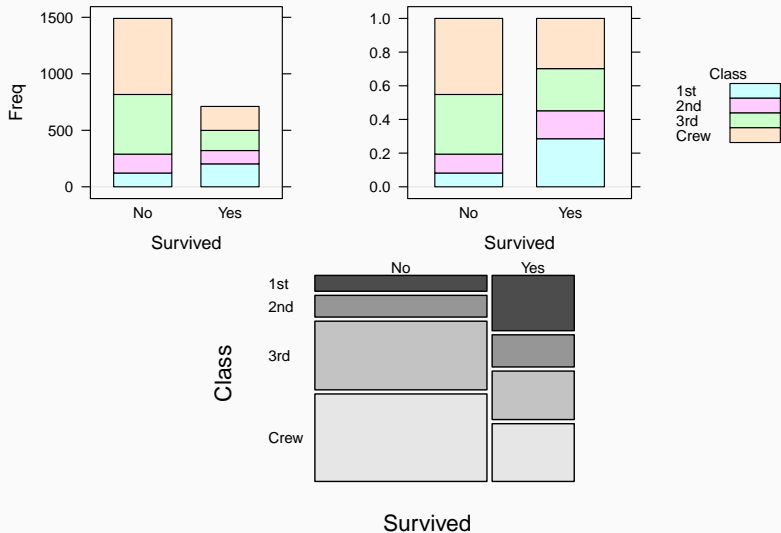 Freq
1500
1000
500
0
No Yes
Survived
1.0
0.8
0.6
0.4
0.2
0.0
No Yes
Survived
Class
1st
2nd
3rd
Crew
No Yes
1st
2nd
3rd
Crew
Class
Survived